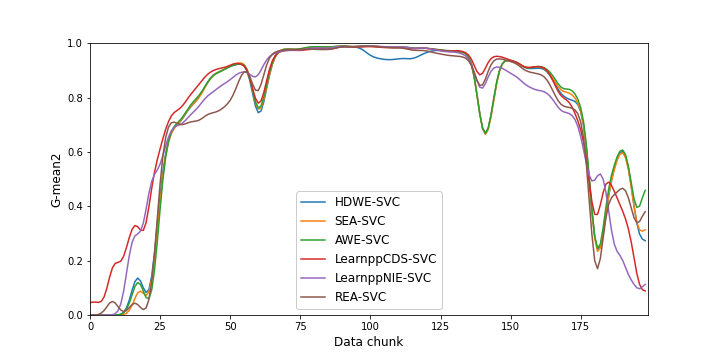 1.0
0.8
0.6
0.4
0.2
0.0
G-mean2
HDWE-SVC
SEA-SVC
AWE-SVC
LearnppCDS-SVC
LearnppNIE-SVC
REA-SVC
0 25 50 75 100 125 150 175
Data chunk